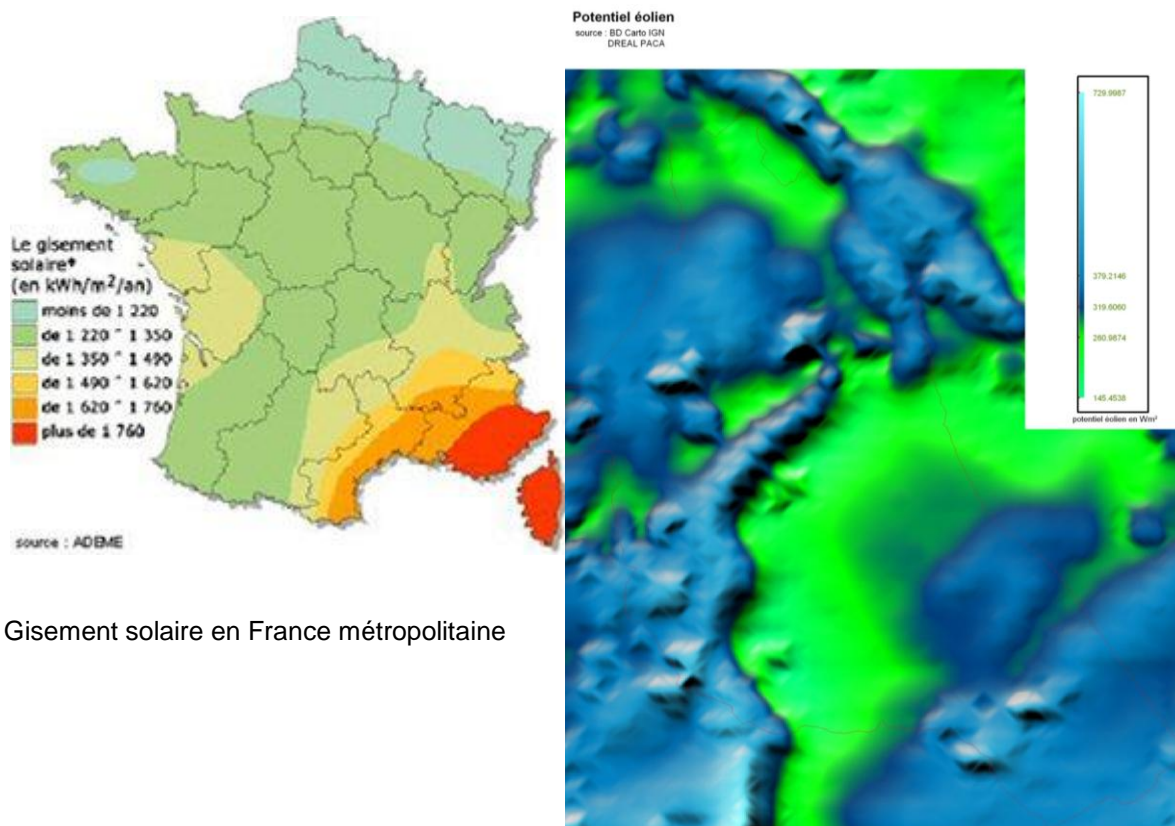 Potentiel éolien
source : BD Carto IGN
DREAL PACA
Le gisement
solaire*
(en kWh/m²/an)
moins de 1 220
de 1 220 ˜ 1 350
de 1 350 ˜ 1 490
de 1 490 ˜ 1 620
de 1 620 ˜ 1 760
plus de 1 760
source : ADEME
Gisement solaire en France métropolitaine
729.9987
379.2146
319.6060
260.9874
145.4538
potentiel éolien en Wm²